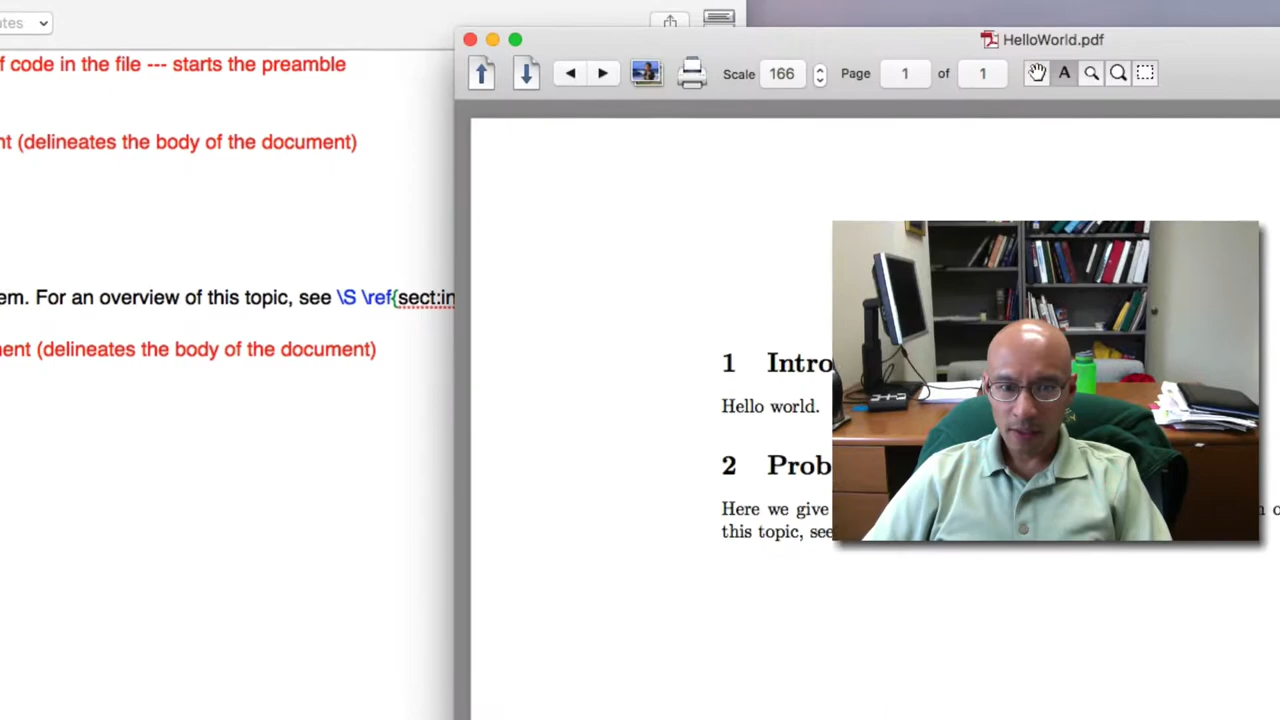 ates
f code in the file --- starts the preamble
nt (delineates the body of the document)
em. For an overview of this topic, see \S \ref{sect:in
nent (delineates the body of the document)
HelloWorld.pdf
Scale 166 Page 1 of 1
A
1 Intro
Hello world.
2 Prob
Here we give
this topic, see